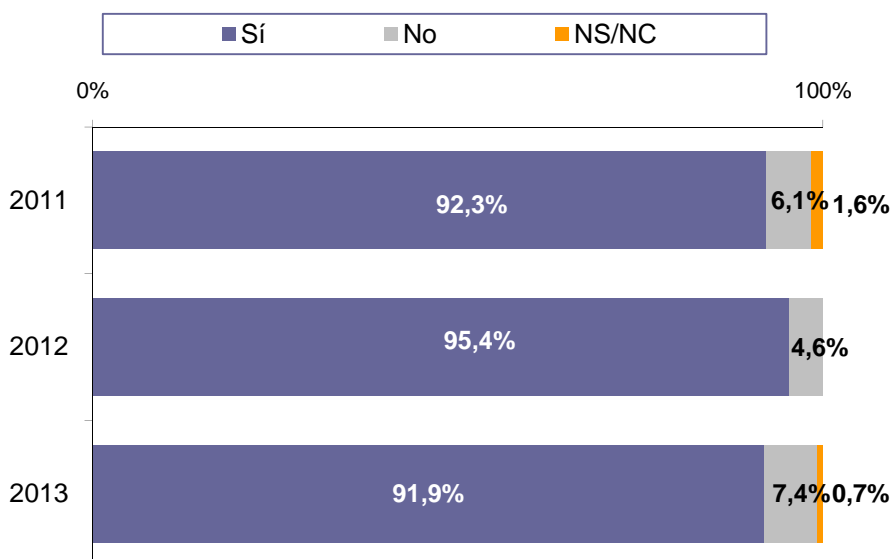 Sí No NS/NC
0% 100%
2011 92,3% 6,1% 1,6%
2012 95,4% 4,6%
2013 91,9% 7,4% 0,7%